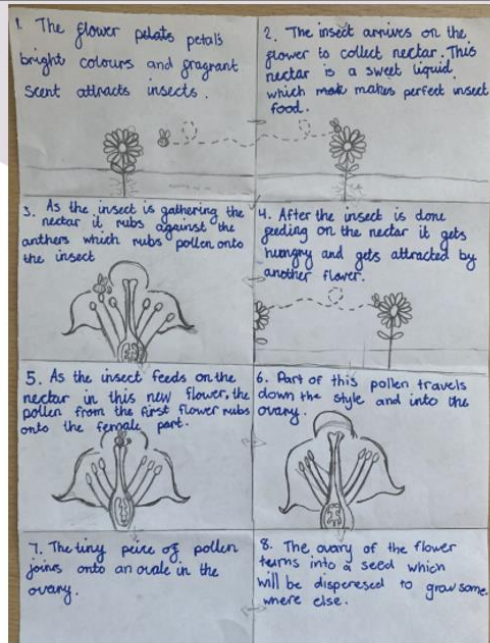 1. The flower pelats petals
bright colours and fragrant
scent attracts insects.
2. The insect arrives on the
flower to collect nectar. This
nectar is a sweet liquid,
which mak makes perfect insect
food.
3. As the insect is gathering the
nectar it rubs against the
anthers which rubs pollen onto
the insect
4. After the insect is done
feeding on the nectar it gets
hungry and gets attracted by
another flower.
5. As the insect feeds on the
nectar in this new flower, the
pollen from the first flower rubs
onto the female part.
6. Part of this pollen travels
down the style and into the
ovary.
7. The tiny peice of pollen
joins onto an ovule in the
ovary.
8. The ovary of the flower
turns into a seed which
will be disperesed to grow some
where else.